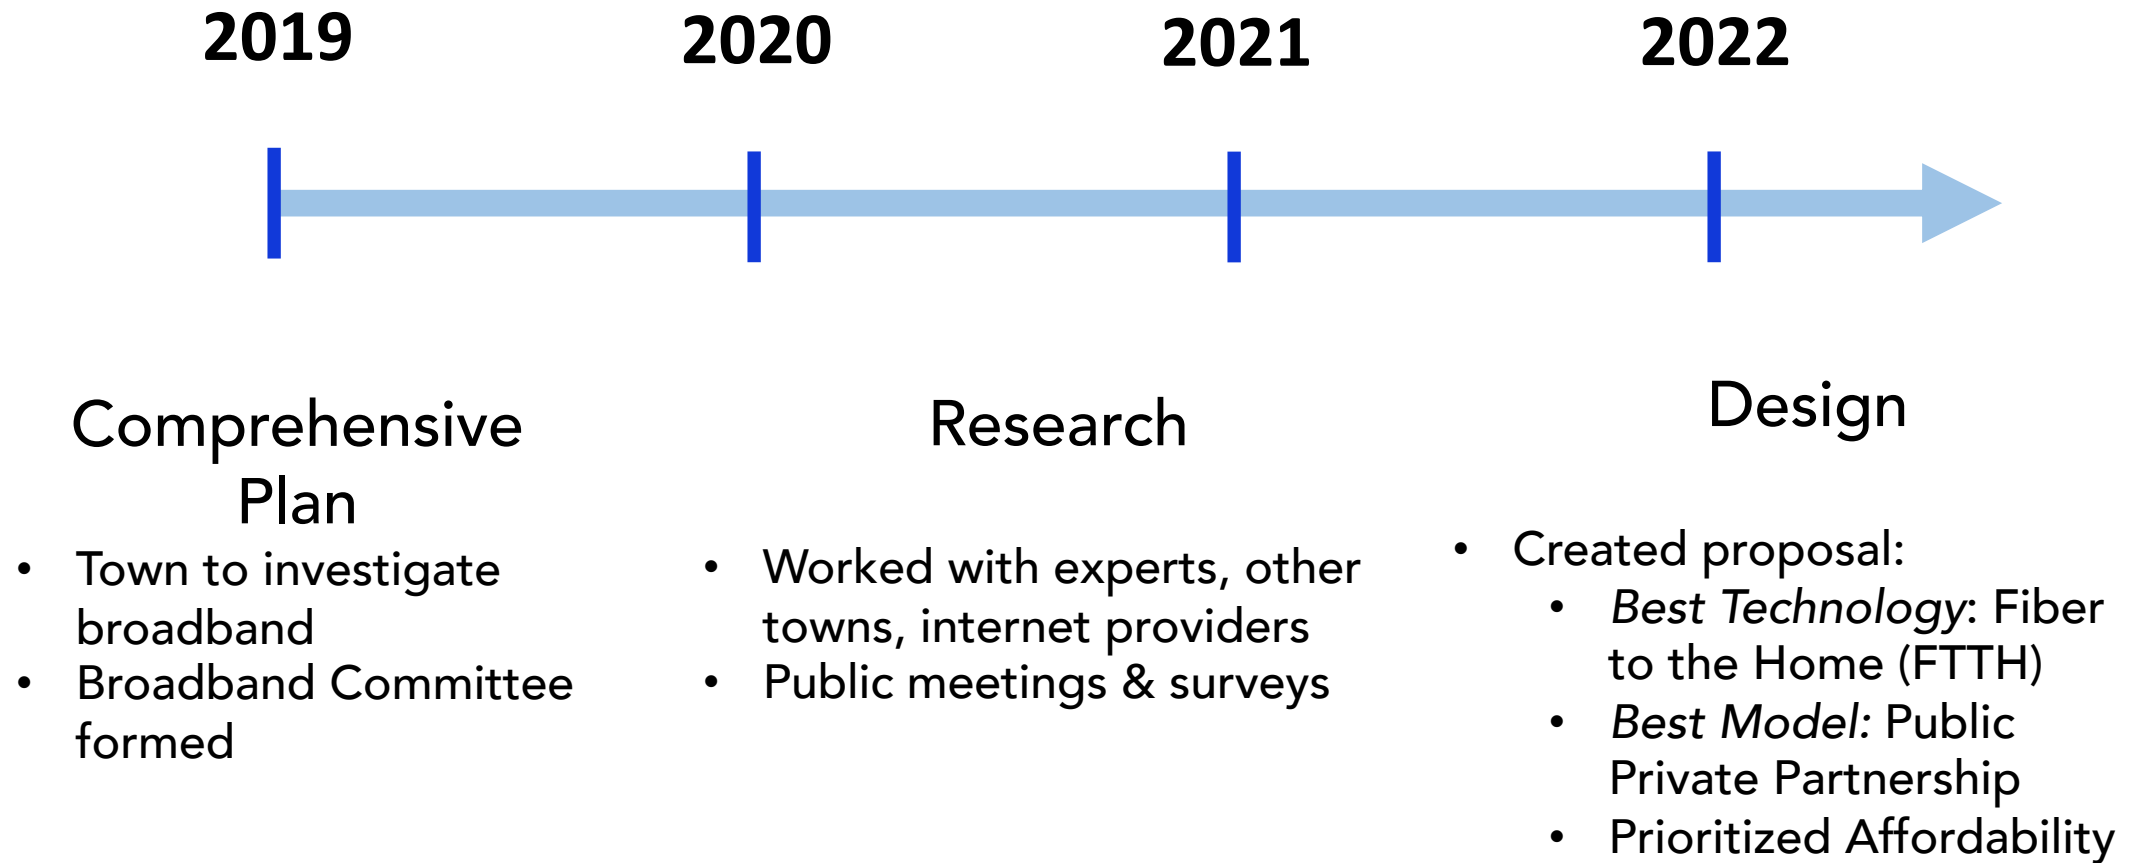 2019
2020
2021
2022
Comprehensive
Plan
• Town to investigate
broadband
• Broadband Committee
formed
Research
• Worked with experts, other
towns, internet providers
• Public meetings & surveys
Design
• Created proposal:
• Best Technology: Fiber
to the Home (FTTH)
• Best Model: Public
Private Partnership
• Prioritized Affordability